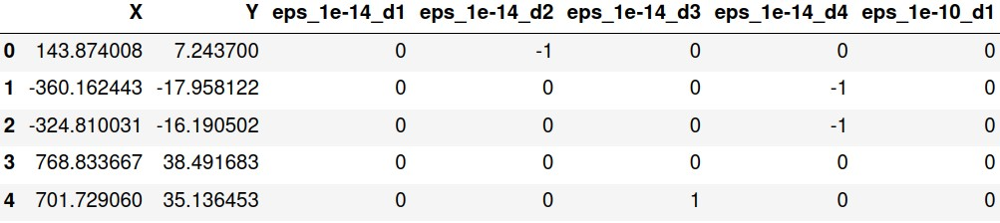 X Y eps_1e-14_d1 eps_1e-14_d2 eps_1e-14_d3 eps_1e-14_d4 eps_1e-10_d1
0 143.874008 7.243700 0 -1 0 0 0
1 -360.162443 -17.958122 0 0 0 -1 0
2 -324.810031 -16.190502 0 0 0 -1 0
3 768.833667 38.491683 0 0 0 0 0
4 701.729060 35.136453 0 0 1 0 0